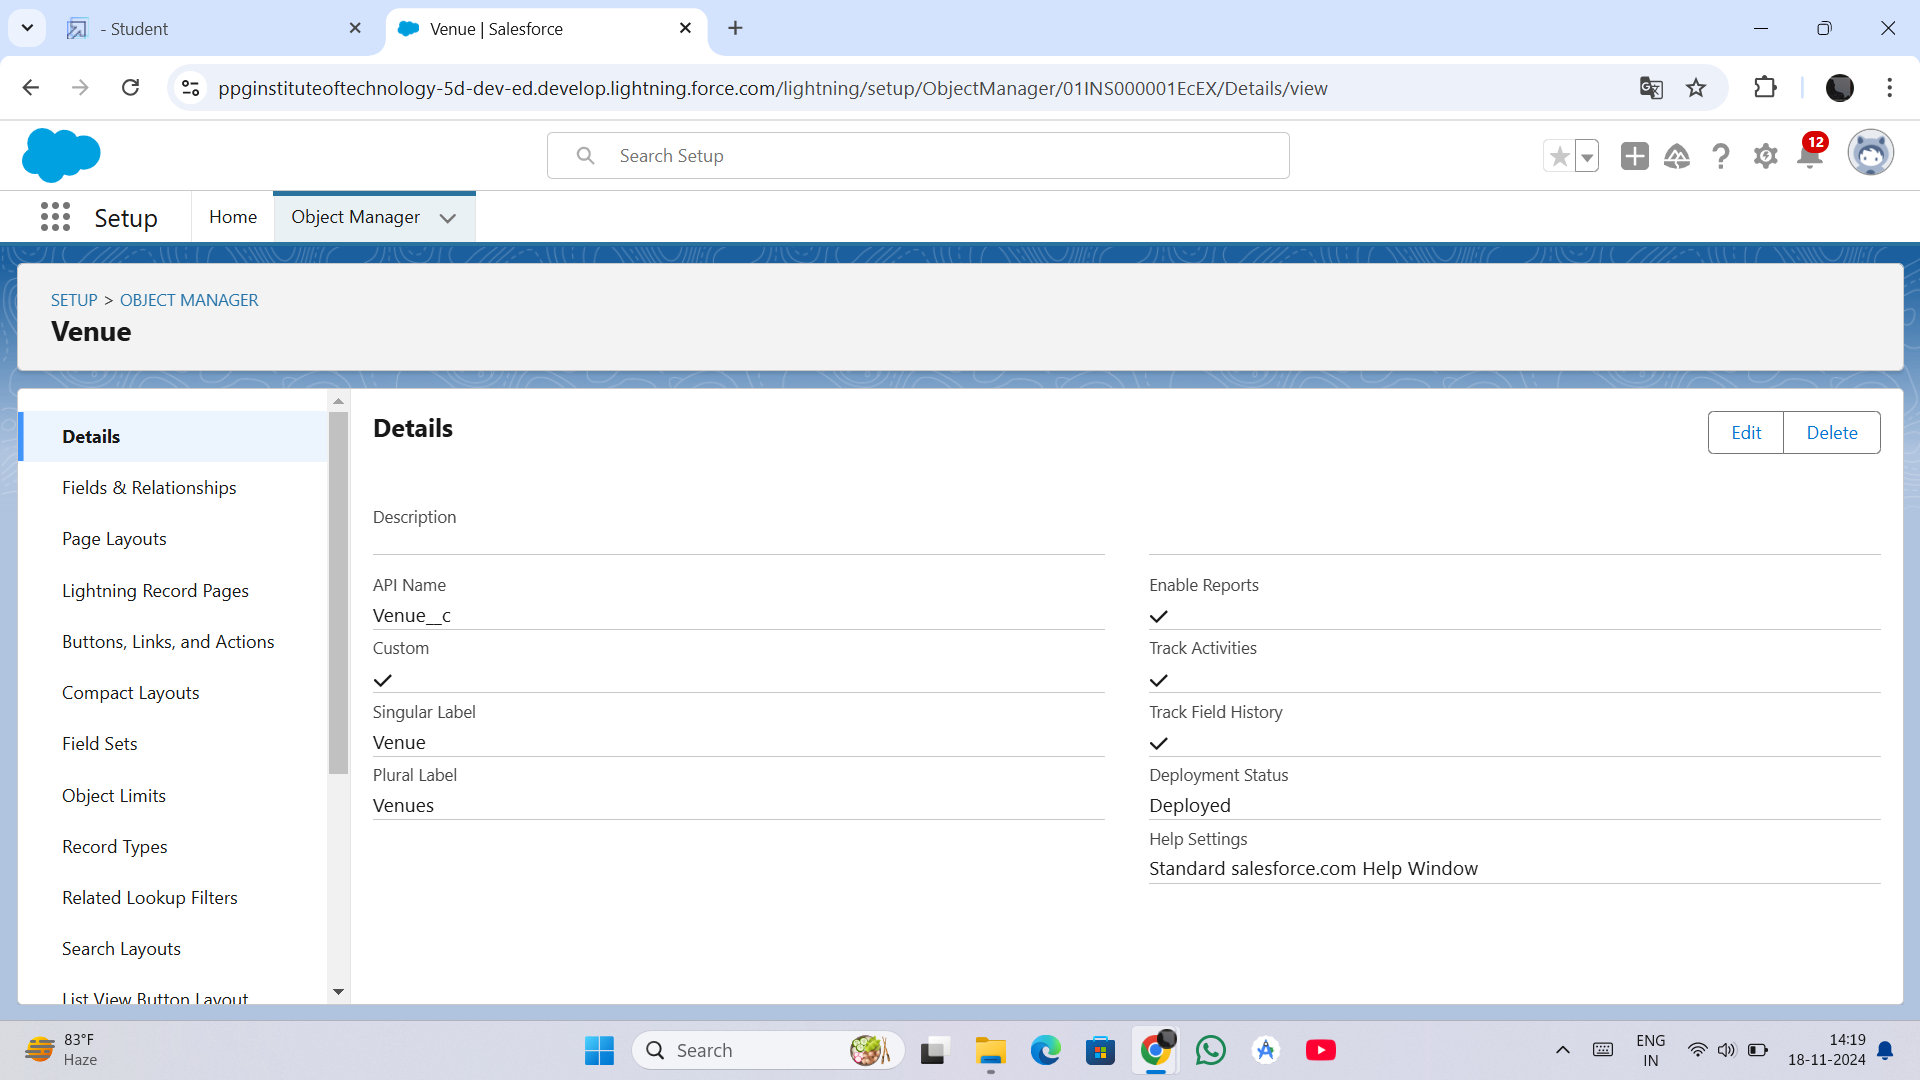 - Student
Venue | Salesforce
ppginstituteoftechnology-5d-dev-ed.develop.lightning.force.com/lightning/setup/ObjectManager/01INS000001EcEX/Details/view
Search Setup
12
Setup
Home
Object Manager
SETUP > OBJECT MANAGER
Venue
Details
Fields & Relationships
Page Layouts
Lightning Record Pages
Buttons, Links, and Actions
Compact Layouts
Field Sets
Object Limits
Record Types
Related Lookup Filters
Search Layouts
List View Button Layout
Details
Edit
Delete
Description
API Name
Venue__c
Custom
Singular Label
Venue
Plural Label
Venues
Enable Reports
Track Activities
Track Field History
Deployment Status
Deployed
Help Settings
Standard salesforce.com Help Window
83°F
Haze
Search
ENG
IN
14:19
18-11-2024